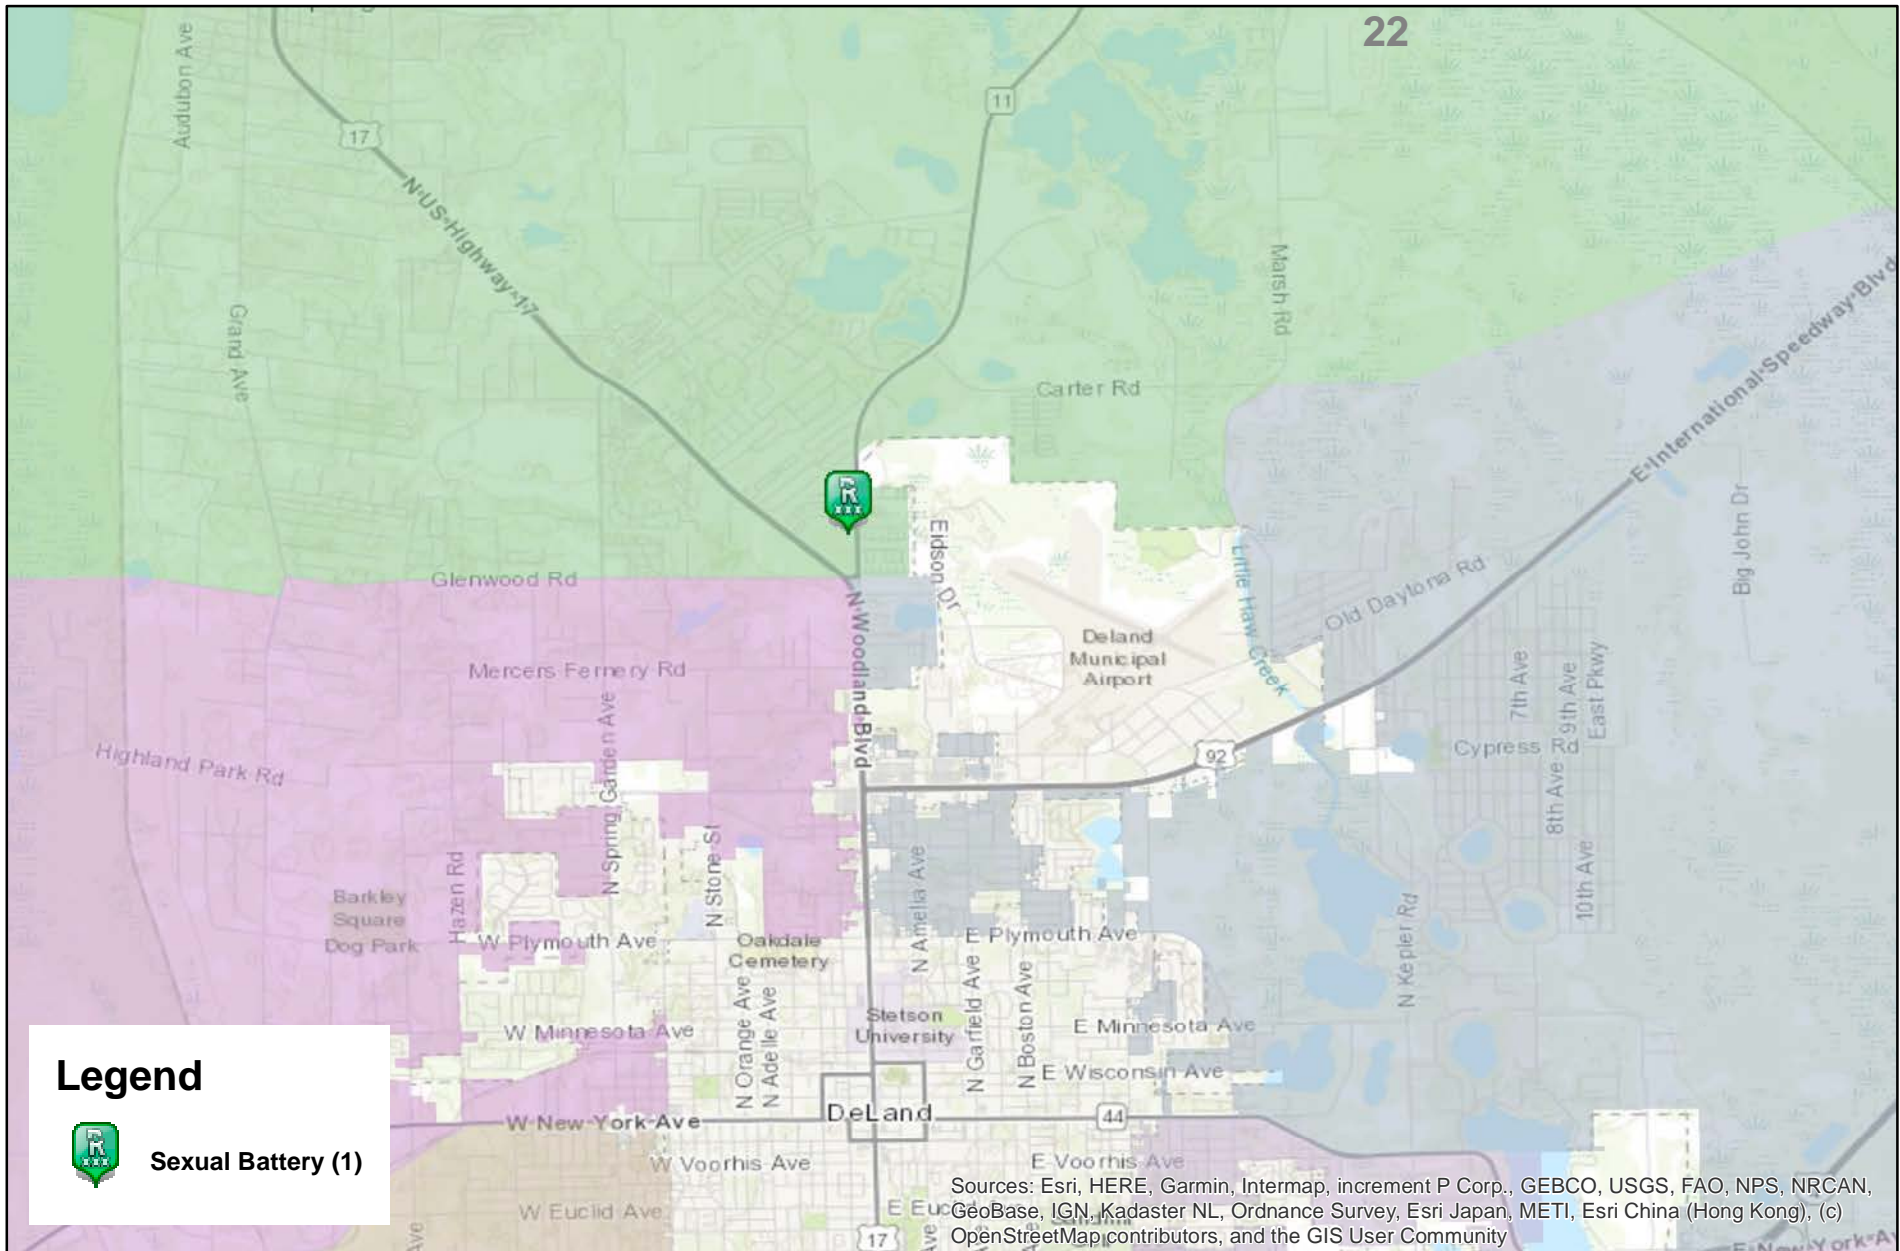 22
Audubon Ave
11
17
N US Highway 17
Marsh Rd
E International Speedway Blvd
Grand Ave
Carter Rd
Eidson Dr
Big John Dr
Little Haw Creek
Old Daytona Rd
Glenwood Rd
N Woodland Blvd
Deland
Municipal
Airport
Mercers Fernery Rd
7th Ave
9th Ave
East Pkwy
8th Ave
10th Ave
Cypress Rd
92
Highland Park Rd
N Spring Garden Ave
N Stone St
Hazen Rd
Barkley
Square
Dog Park
N Amelia Ave
N Kepler Rd
W Plymouth Ave
Oakdale
Cemetery
E Plymouth Ave
N Orange Ave
N Adelle Ave
N Garfield Ave
N Boston Ave
Stetson
University
W Minnesota Ave
E Minnesota Ave
E Wisconsin Ave
Legend
Sexual Battery (1)
DeLand
W New York Ave
44
W Voorhis Ave
E Voorhis Ave
W Euclid Ave
17
Ave
Ave
Ave
Sources: Esri, HERE, Garmin, Intermap, increment P Corp., GEBCO, USGS, FAO, NPS, NRCAN,
GeoBase, IGN, Kadaster NL, Ordnance Survey, Esri Japan, METI, Esri China (Hong Kong), (c)
OpenStreetMap contributors, and the GIS User Community